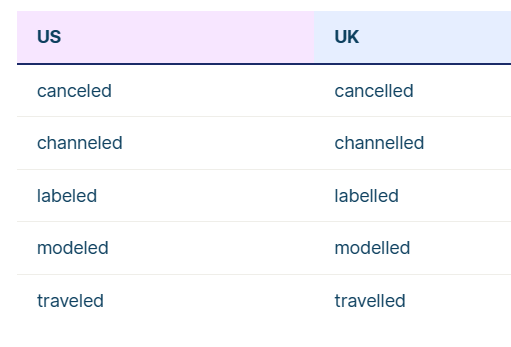 US UK
canceled cancelled
channeled channelled
labeled labelled
modeled modelled
traveled travelled